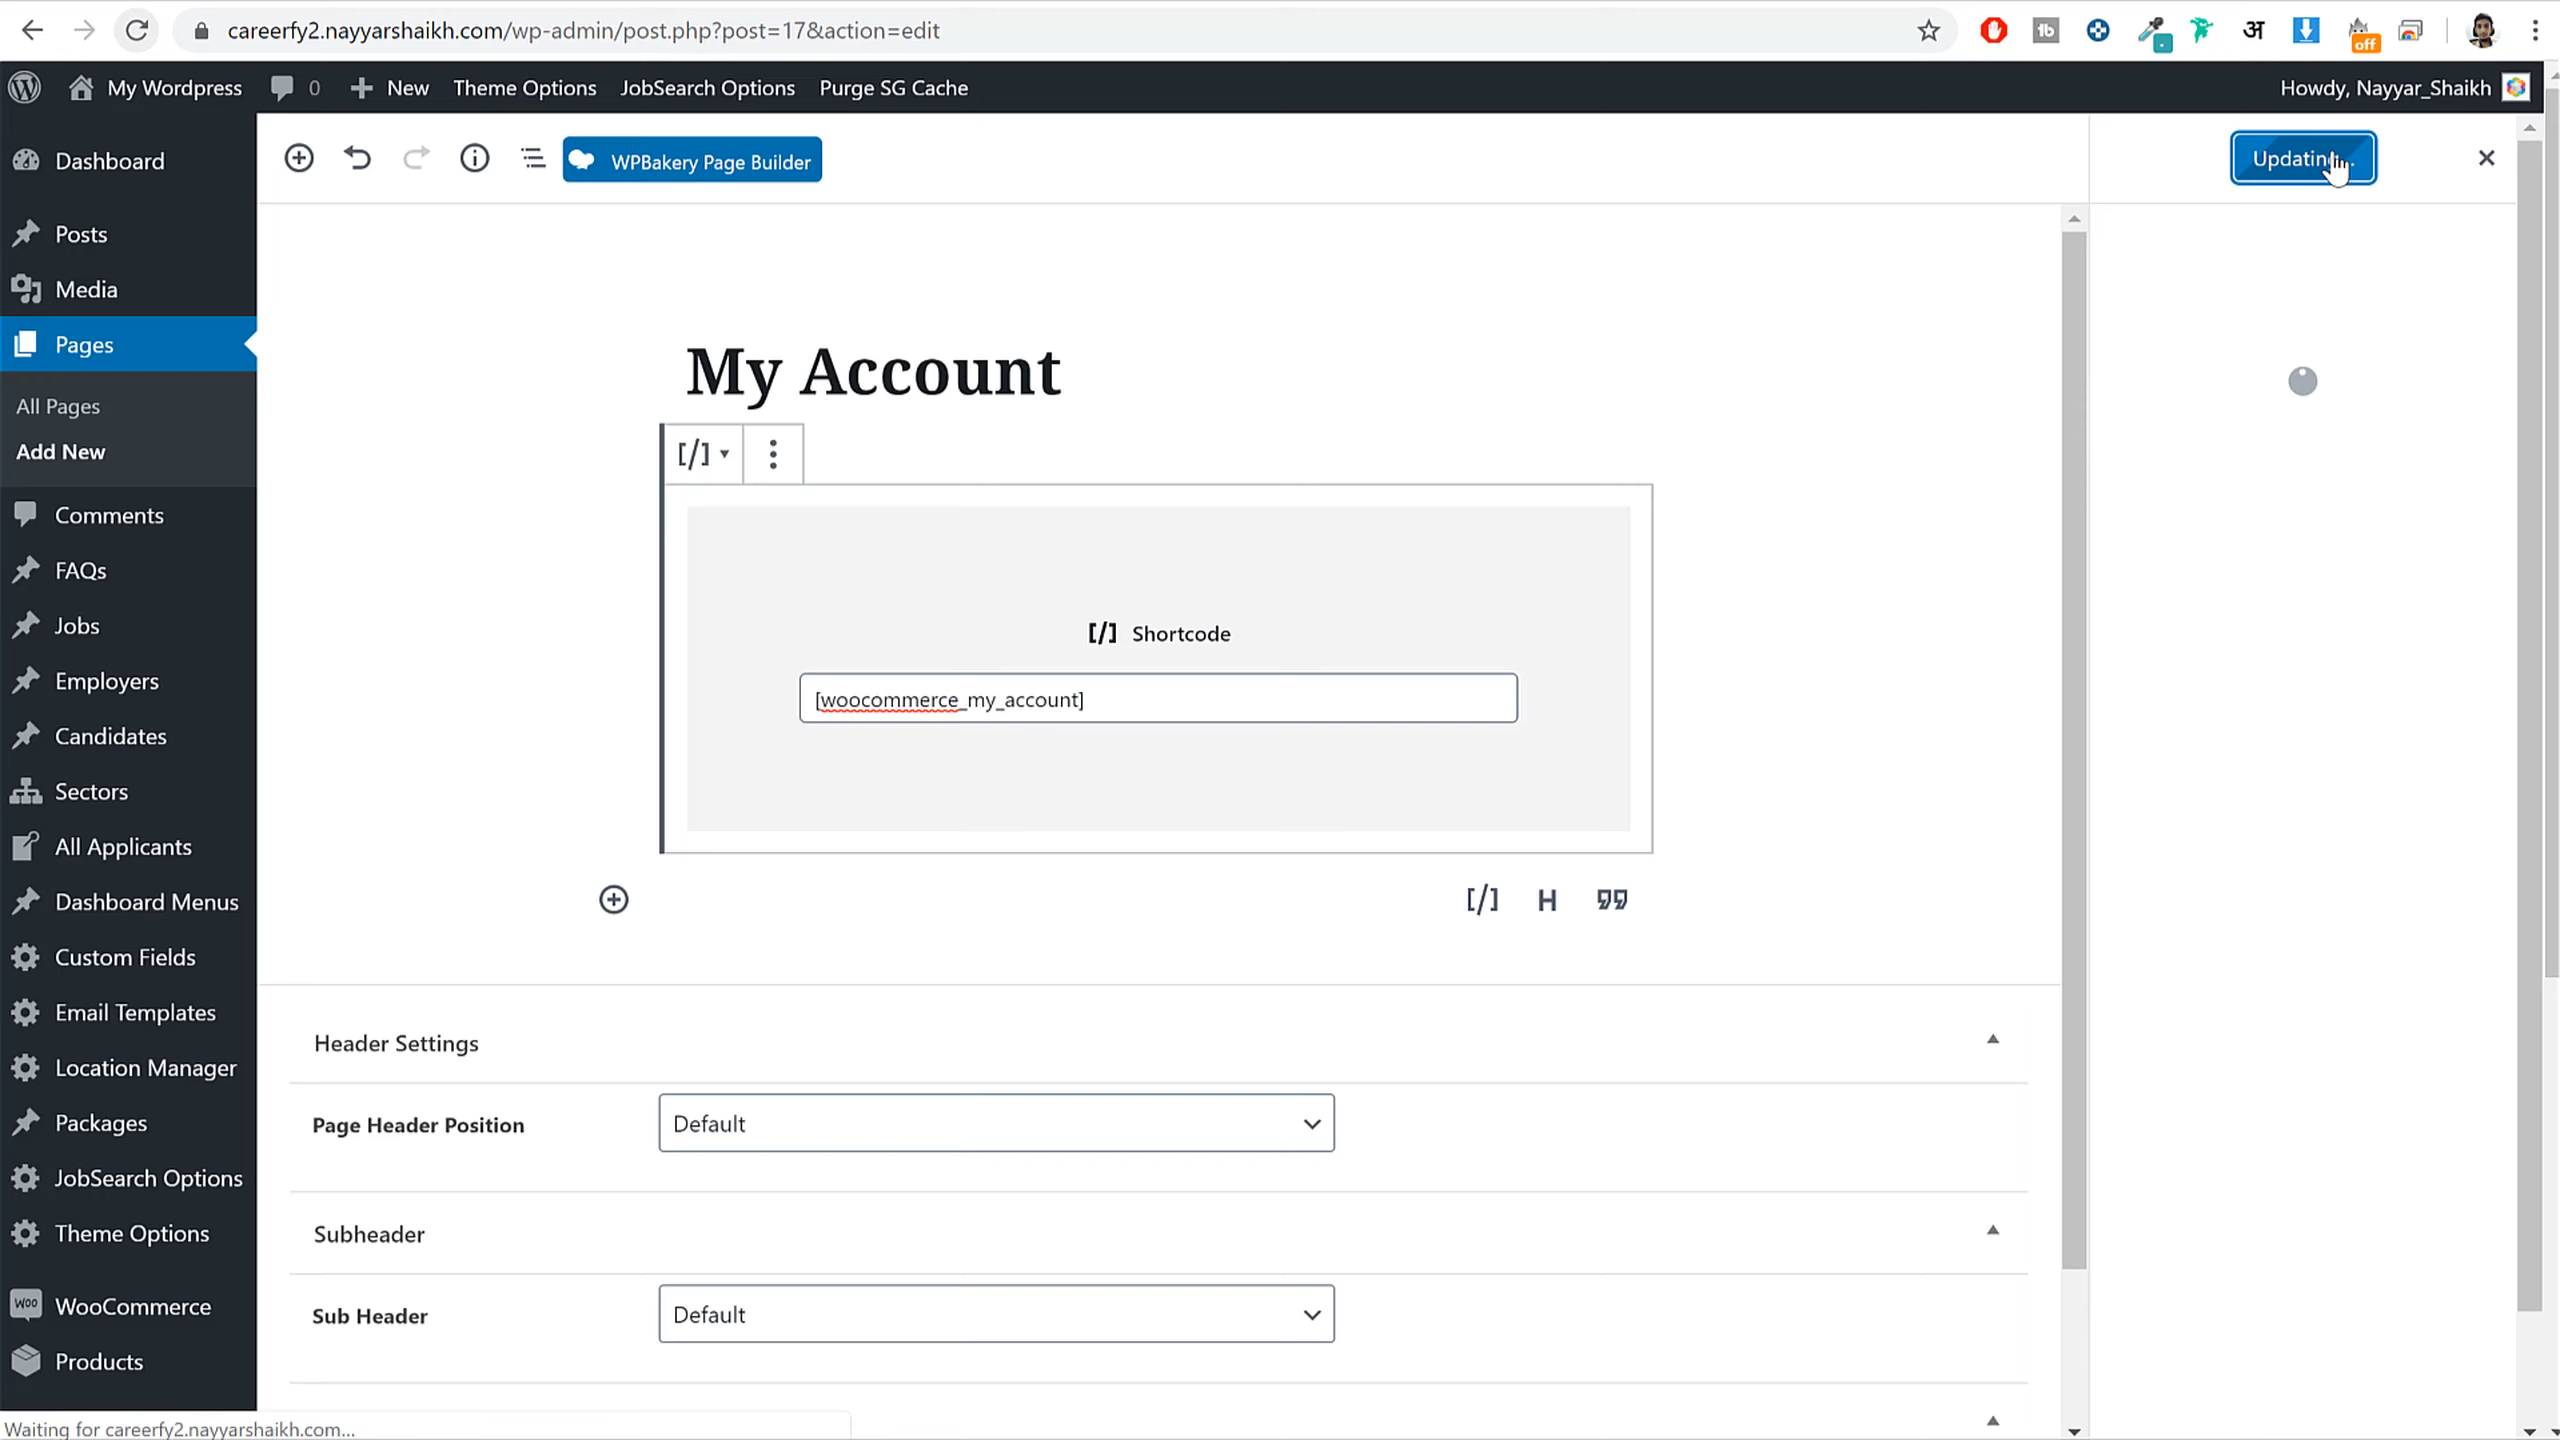 careerfy2.nayyarshaikh.com/wp-admin/post.php?post=17&action=edit
tb
अ
off
My Wordpress
0
New
Theme Options
JobSearch Options
Purge SG Cache
Howdy, Nayyar_Shaikh
Dashboard
Posts
Media
Pages
All Pages
Add New
Comments
FAQs
Jobs
Employers
Candidates
Sectors
All Applicants
Dashboard Menus
Custom Fields
Email Templates
Location Manager
Packages
JobSearch Options
Theme Options
WOO WooCommerce
Products
WPBakery Page Builder
My Account
[/]
[/] Shortcode
[woocommerce_my_account]
[/] H
Header Settings
Page Header Position
Default
Subheader
Sub Header
Default
Waiting for careerfy2.nayyarshaikh.com...